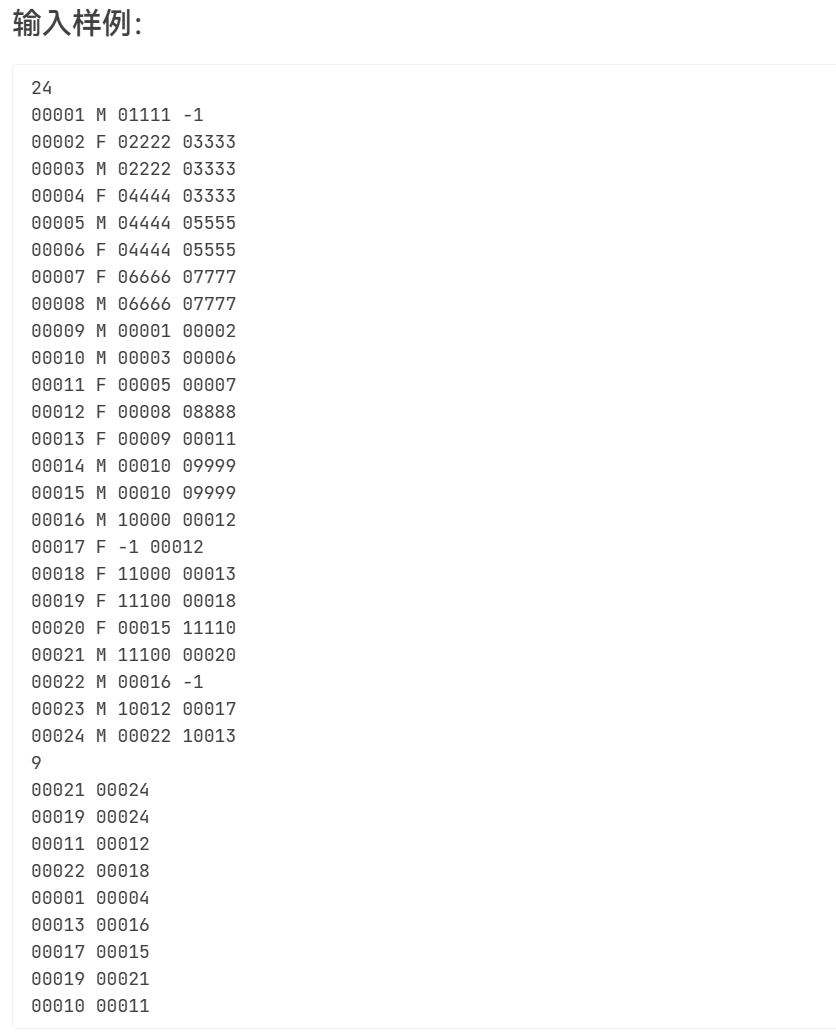 输入样例：
24
00001 M 01111 -1
00002 F 02222 03333
00003 M 02222 03333
00004 F 04444 03333
00005 M 04444 05555
00006 F 04444 05555
00007 F 06666 07777
00008 M 06666 07777
00009 M 00001 00002
00010 M 00003 00006
00011 F 00005 00007
00012 F 00008 08888
00013 F 00009 00011
00014 M 00010 09999
00015 M 00010 09999
00016 M 10000 00012
00017 F -1 00012
00018 F 11000 00013
00019 F 11100 00018
00020 F 00015 11110
00021 M 11100 00020
00022 M 00016 -1
00023 M 10012 00017
00024 M 00022 10013
9
00021 00024
00019 00024
00011 00012
00022 00018
00001 00004
00013 00016
00017 00015
00019 00021
00010 00011